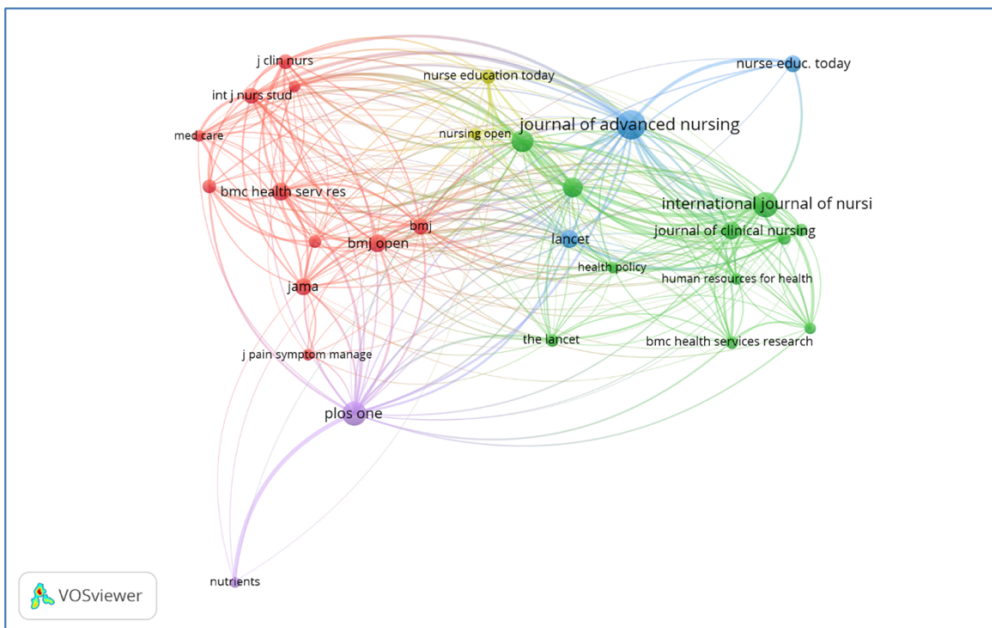 j clin nurs
nurse education today
nurse educ. today
int j nurs stud
journal of advanced nursing
med care
nursing open
bmc health serv res
international journal of nursi
bmj
journal of clinical nursing
bmj open
lancet
health policy
human resources for health
jama
the lancet
bmc health services research
j pain symptom manage
plos one
nutrients
VOSviewer